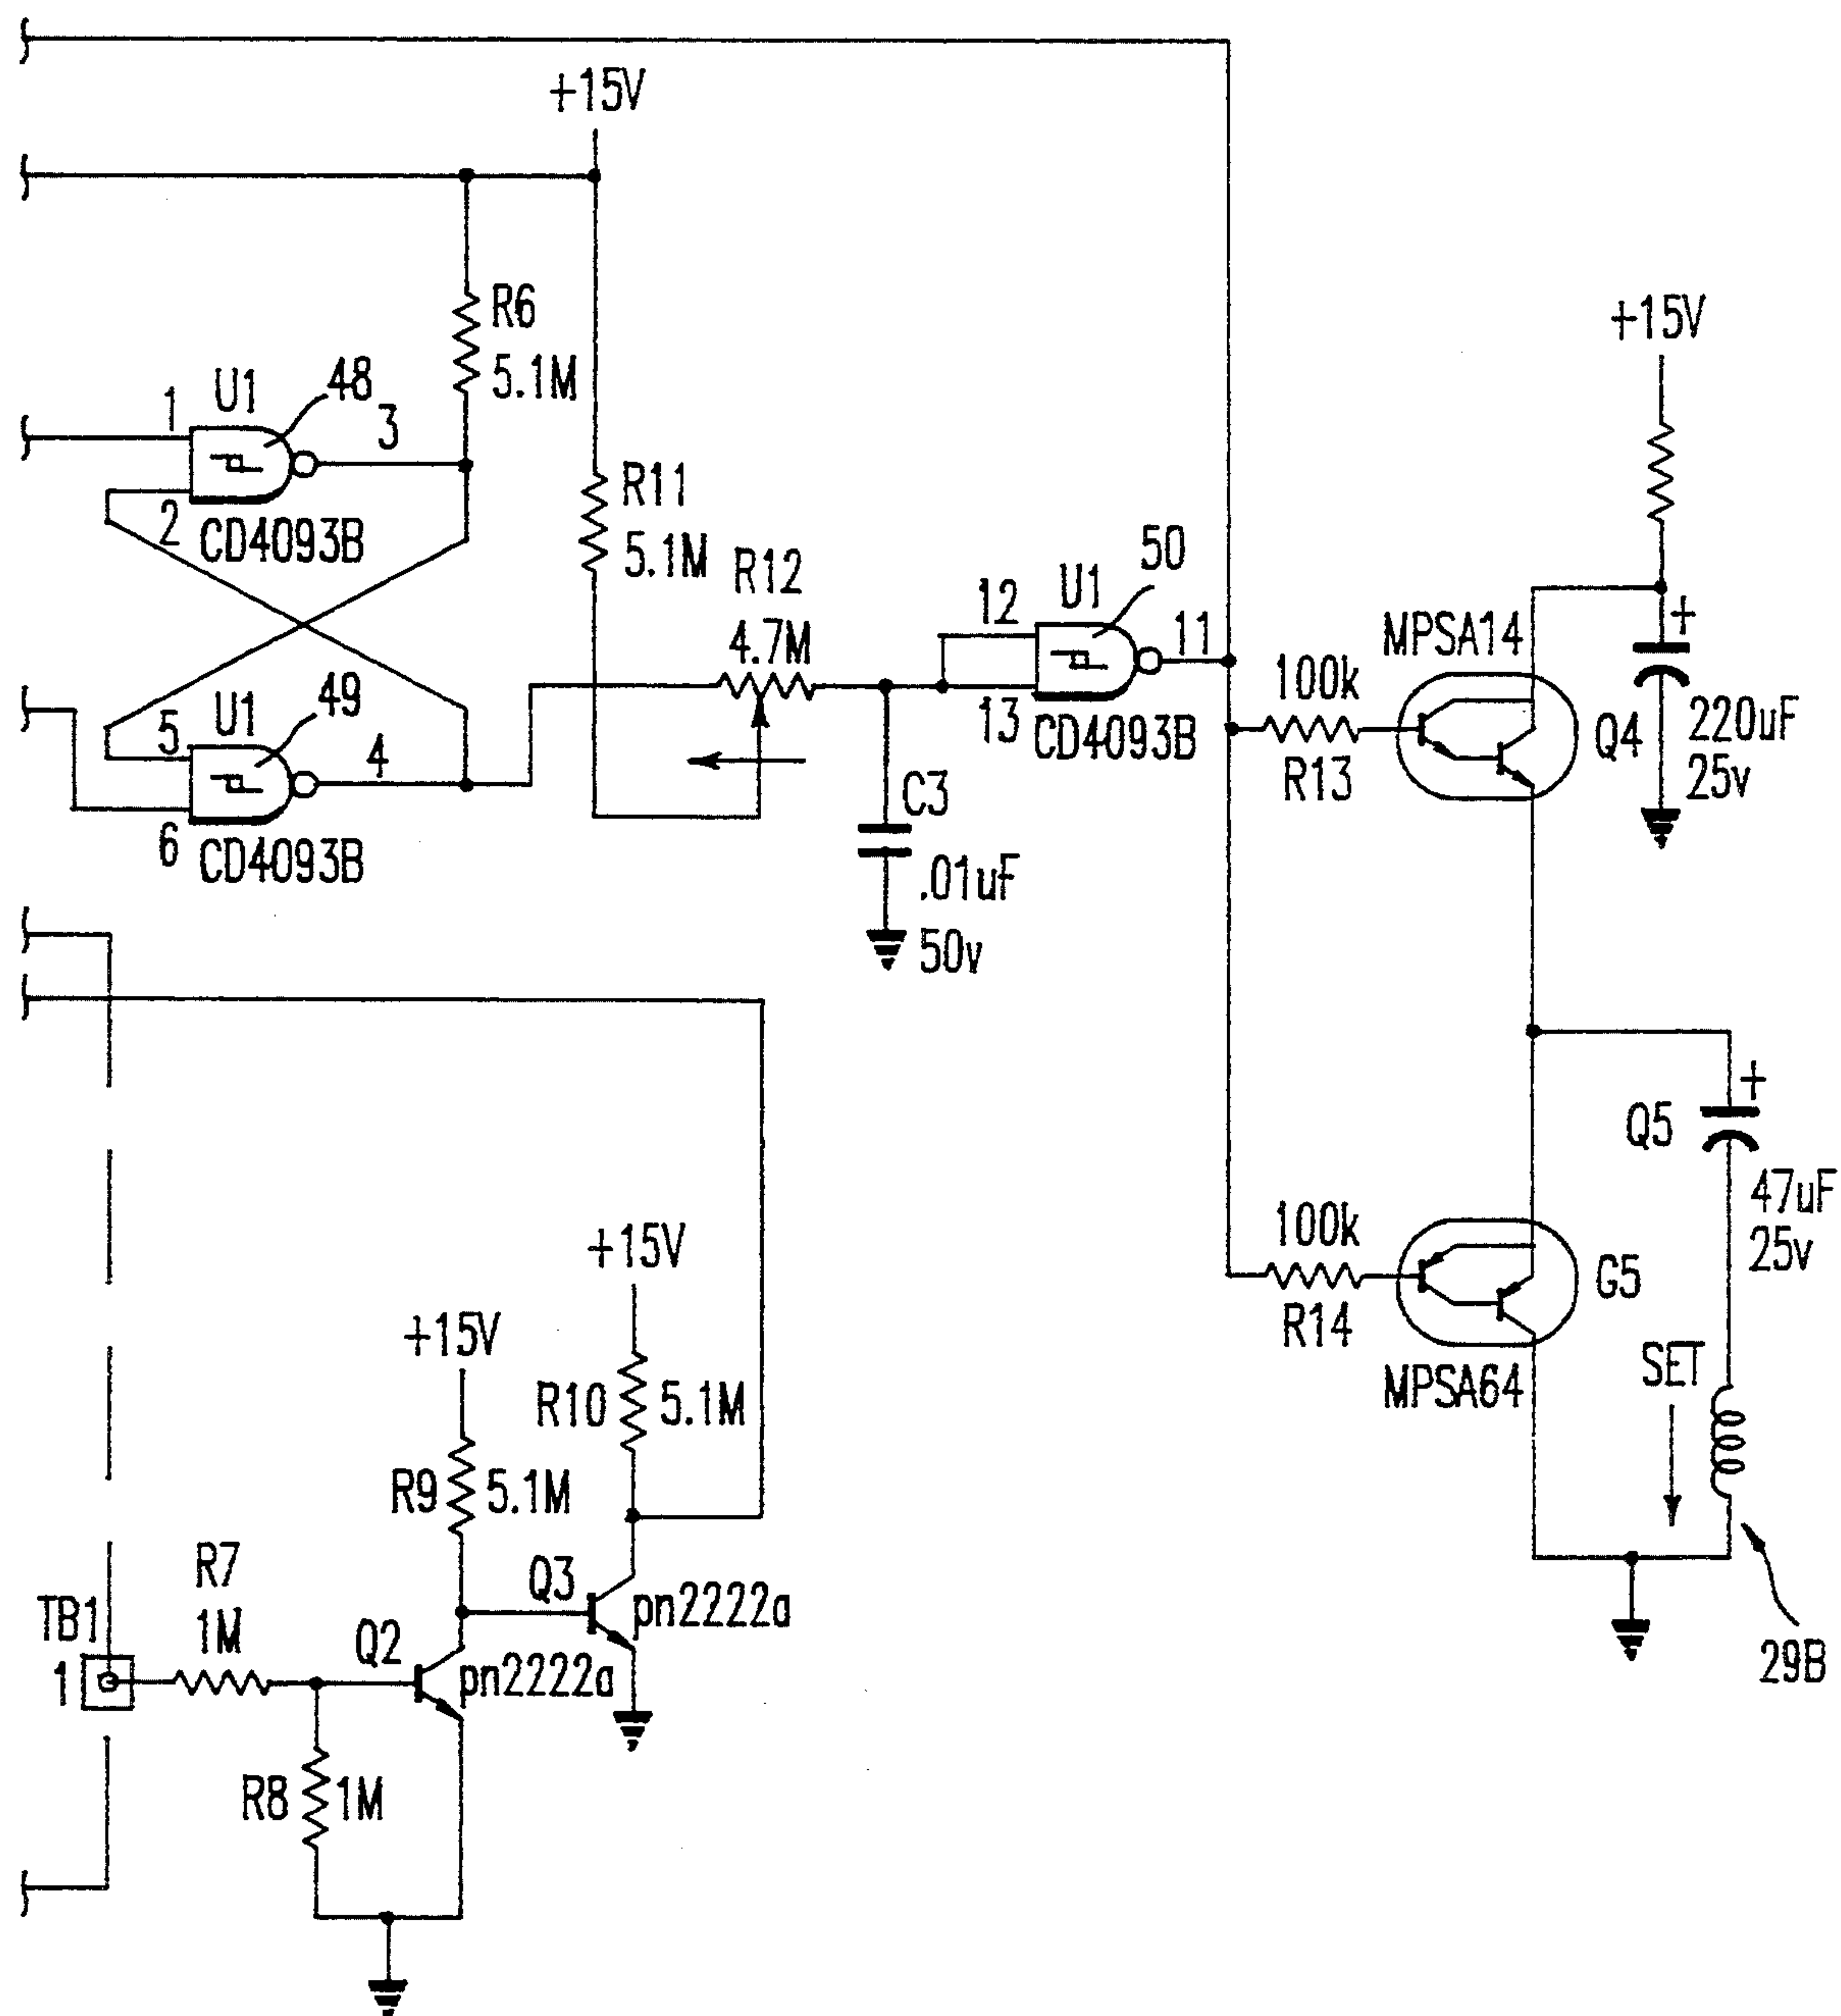 +15V
R6
5.1M
+15V
1
U1
48
3
2
CD4093B
R11
5.1M
R12
4.7M
12
U1
50
11
13
CD4093B
MPSA14
100k
R13
Q4
220uF
25v
+
5
U1
49
4
6
CD4093B
C3
.01uF
50v
+
Q5
47uF
25v
100k
R14
G5
MPSA64
SET
29B
+15V
+15V
R10
5.1M
R9
5.1M
TB1
1
R7
1M
Q2
pn2222a
Q3
pn2222a
R8
1M